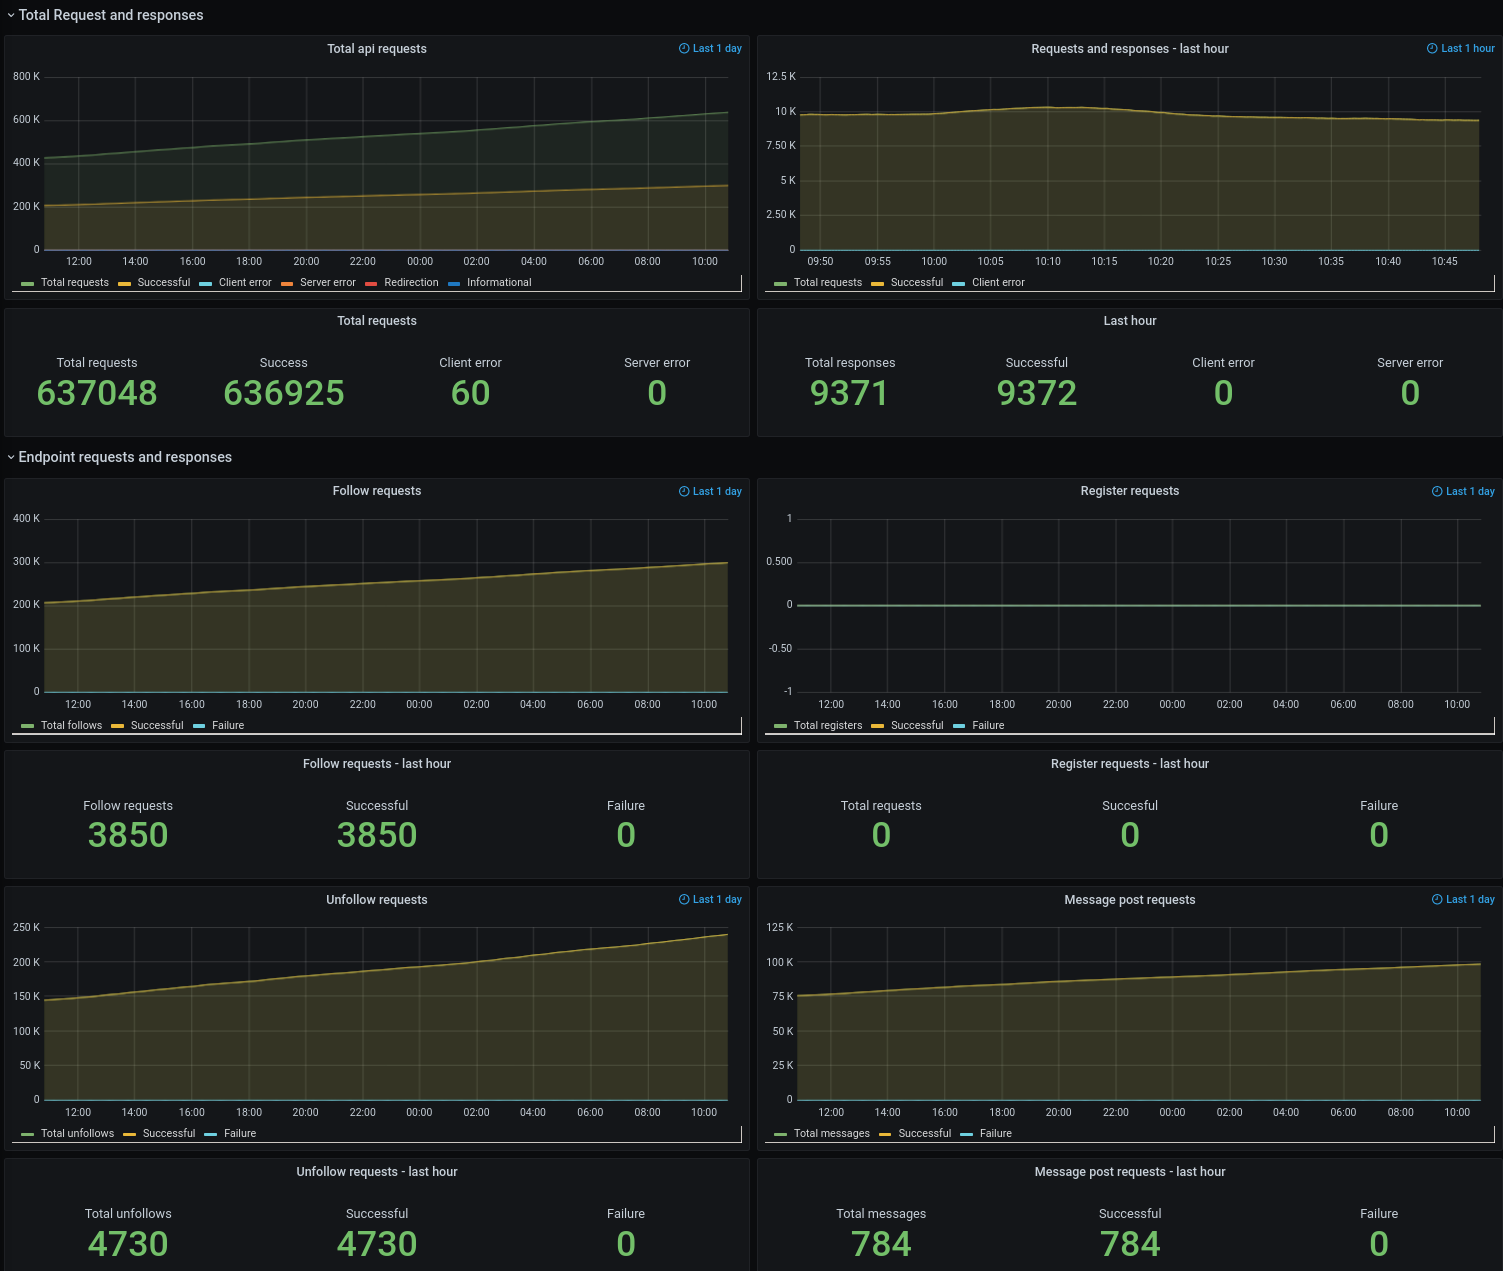 Total Request and responses
Total api requests
Last 1 day
800 K
600 K
400 K
200 K
0
12:00 14:00 16:00 18:00 20:00 22:00 00:00 02:00 04:00 06:00 08:00 10:00
Total requests Successful Client error Server error Redirection Informational
Requests and responses - last hour
Last 1 hour
12.5 K
10 K
7.50 K
5 K
2.50 K
0
09:50 09:55 10:00 10:05 10:10 10:15 10:20 10:25 10:30 10:35 10:40 10:45
Total requests Successful Client error
Total requests
Total requests Success Client error Server error
637048 636925 60 0
Last hour
Total responses Successful Client error Server error
9371 9372 0 0
Endpoint requests and responses
Follow requests
Last 1 day
400 K
300 K
200 K
100 K
0
12:00 14:00 16:00 18:00 20:00 22:00 00:00 02:00 04:00 06:00 08:00 10:00
Total follows Successful Failure
Register requests
Last 1 day
1
0.500
0
-0.50
-1
12:00 14:00 16:00 18:00 20:00 22:00 00:00 02:00 04:00 06:00 08:00 10:00
Total registers Successful Failure
Follow requests - last hour
Follow requests Successful Failure
3850 3850 0
Register requests - last hour
Total requests Succesful Failure
0 0 0
Unfollow requests
Last 1 day
250 K
200 K
150 K
100 K
50 K
0
12:00 14:00 16:00 18:00 20:00 22:00 00:00 02:00 04:00 06:00 08:00 10:00
Total unfollows Successful Failure
Message post requests
Last 1 day
125 K
100 K
75 K
50 K
25 K
0
12:00 14:00 16:00 18:00 20:00 22:00 00:00 02:00 04:00 06:00 08:00 10:00
Total messages Successful Failure
Unfollow requests - last hour
Total unfollows Successful Failure
4730 4730 0
Message post requests - last hour
Total messages Successful Failure
784 784 0